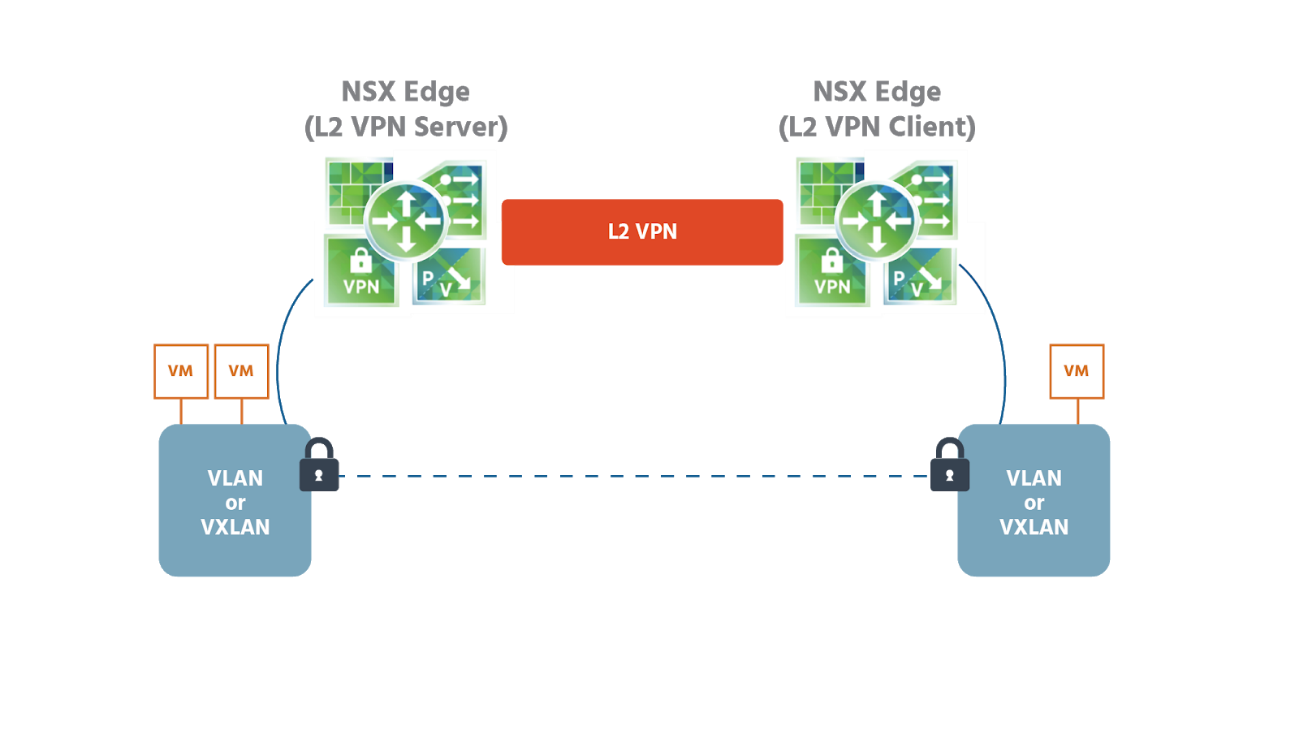 NSX Edge
(L2 VPN Server)
NSX Edge
(L2 VPN Client)
L2 VPN
VPN
P
V
VPN
P
V
VM
VM
VM
VLAN
or
VXLAN
VLAN
or
VXLAN